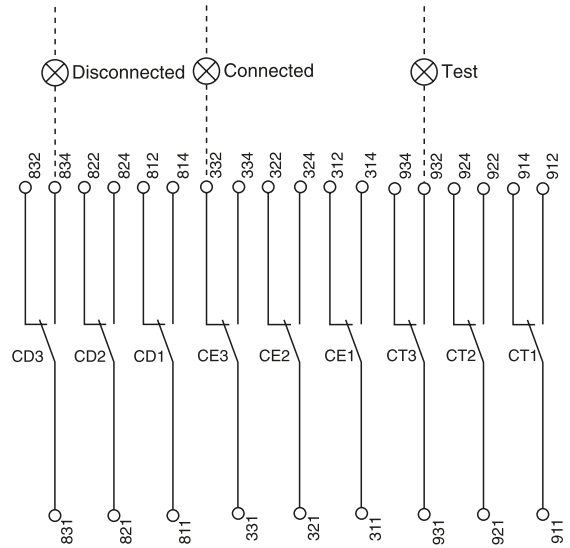 Disconnected Connected Test
832 834 822 824 812 814 332 334 322 324 312 314 934 932 924 922 914 912
CD3 CD2 CD1 CE3 CE2 CE1 CT3 CT2 CT1
831 821 811 331 321 311 931 921 911